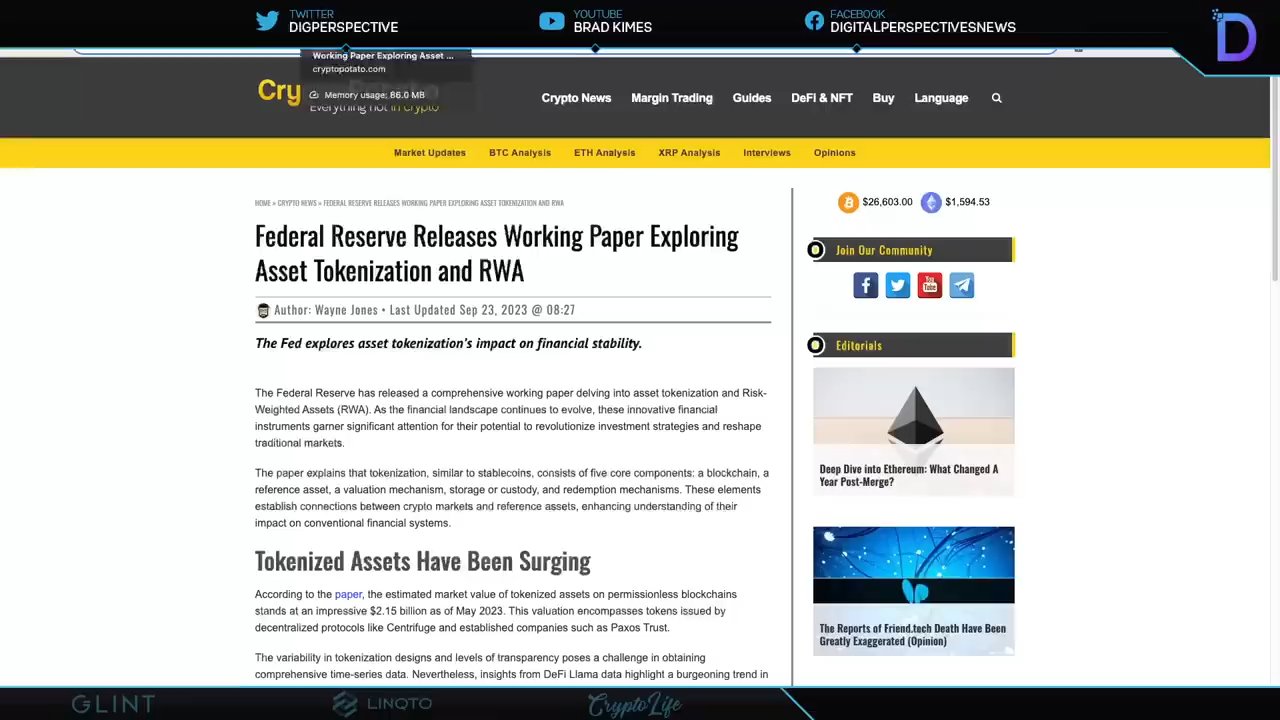 TWITTER
DIGPERSPECTIVE
YOUTUBE
BRAD KIMES
FACEBOOK
DIGITALPERSPECTIVESNEWS
D
Working Paper Exploring Asset ...
cryptopotato.com
Memory usage: 86.0 MB
Cry
Everything hot in crypto
Crypto News
Margin Trading
Guides
DeFi & NFT
Buy
Language
Market Updates
BTC Analysis
ETH Analysis
XRP Analysis
Interviews
Opinions
HOME » CRYPTO NEWS » FEDERAL RESERVE RELEASES WORKING PAPER EXPLORING ASSET TOKENIZATION AND RWA
Federal Reserve Releases Working Paper Exploring
Asset Tokenization and RWA
Author: Wayne Jones • Last Updated Sep 23, 2023 @ 08:27
The Fed explores asset tokenization's impact on financial stability.
The Federal Reserve has released a comprehensive working paper delving into asset tokenization and Risk-
Weighted Assets (RWA). As the financial landscape continues to evolve, these innovative financial
instruments garner significant attention for their potential to revolutionize investment strategies and reshape
traditional markets.
The paper explains that tokenization, similar to stablecoins, consists of five core components: a blockchain, a
reference asset, a valuation mechanism, storage or custody, and redemption mechanisms. These elements
establish connections between crypto markets and reference assets, enhancing understanding of their
impact on conventional financial systems.
Tokenized Assets Have Been Surging
According to the paper, the estimated market value of tokenized assets on permissionless blockchains
stands at an impressive $2.15 billion as of May 2023. This valuation encompasses tokens issued by
decentralized protocols like Centrifuge and established companies such as Paxos Trust.
The variability in tokenization designs and levels of transparency poses a challenge in obtaining
comprehensive time-series data. Nevertheless, insights from DeFi Llama data highlight a burgeoning trend in
$26,603.00
$1,594.53
Join Our Community
You
Tube
Editorials
Deep Dive into Ethereum: What Changed A
Year Post-Merge?
The Reports of Friend.tech Death Have Been
Greatly Exaggerated (Opinion)
GLINT
LINQTO
CryptoLife